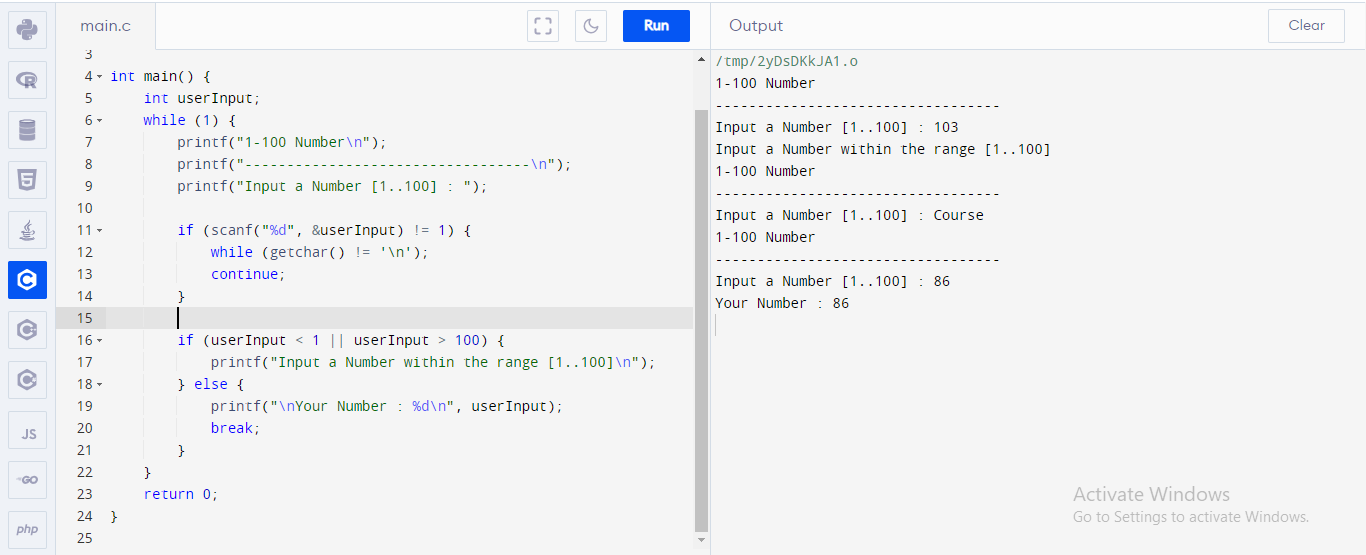 main.c
Run
Output
Clear
3
4 int main() {
5 int userInput;
6 while (1) {
7 printf("1-100 Number\n");
8 printf("----------------------------------\n");
9 printf("Input a Number [1..100] : ");
10
11 if (scanf("%d", &userInput) != 1) {
12 while (getchar() != '\n');
13 continue;
14 }
15
16 if (userInput < 1 || userInput > 100) {
17 printf("Input a Number within the range [1..100]\n");
18 } else {
19 printf("\nYour Number : %d\n", userInput);
20 break;
21 }
22 }
23 return 0;
24 }
25
/tmp/2yDsDKkJA1.o
1-100 Number
----------------------------------
Input a Number [1..100] : 103
Input a Number within the range [1..100]
1-100 Number
----------------------------------
Input a Number [1..100] : Course
1-100 Number
----------------------------------
Input a Number [1..100] : 86
Your Number : 86
R
5
C
C
C
JS
GO
php
Activate Windows
Go to Settings to activate Windows.